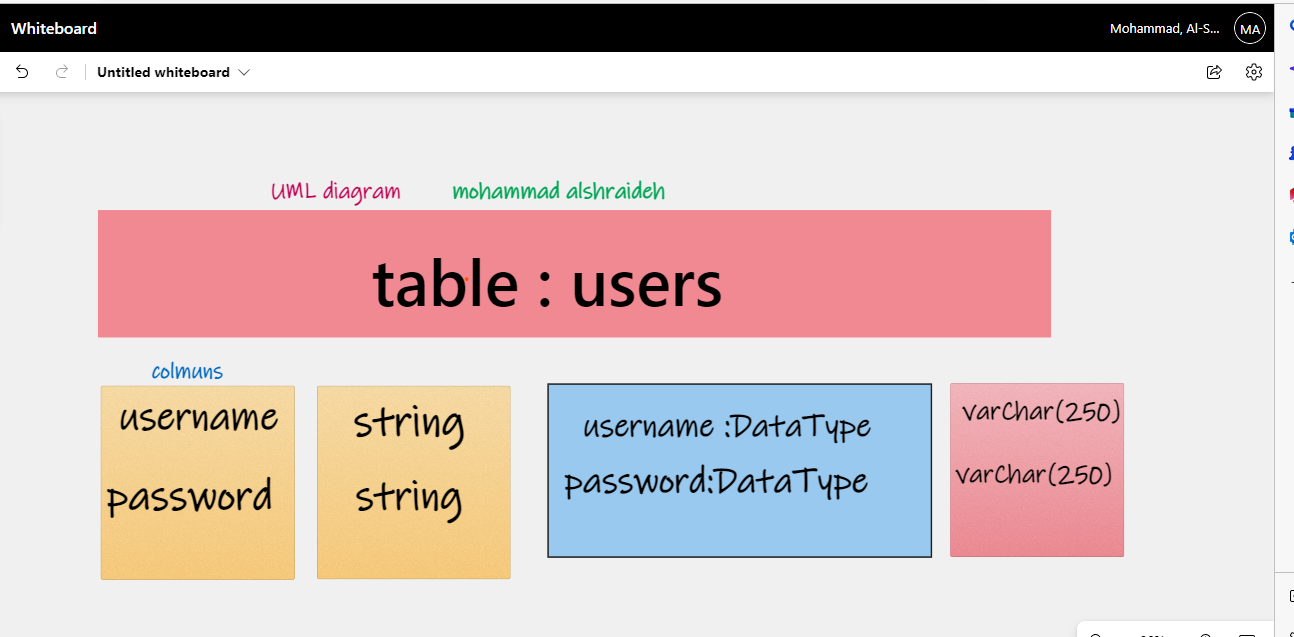 Whiteboard
Mohammad, Al-S...
MA
Untitled whiteboard
UML diagram
mohammad alshraideh
table : users
colmuns
username
password
string
string
username :DataType
password:DataType
varChar(250)
varChar(250)